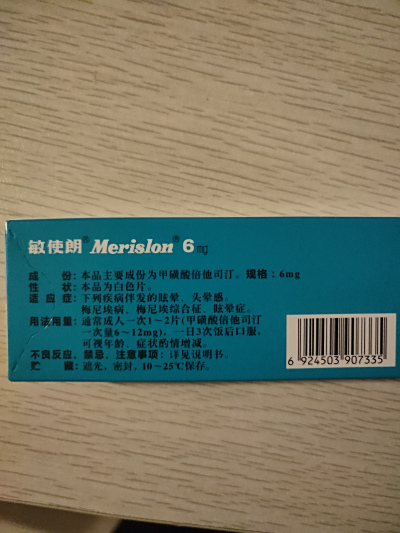 敏使朗® Merislon® 6mg
成 份：本品主要成份为甲磺酸倍他司汀。规格：6mg
性 状：本品为白色片。
适 应 症：下列疾病伴发的眩晕、头晕感。
梅尼埃病、梅尼埃综合征、眩晕症。
用法用量：通常成人一次1～2片(甲磺酸倍他司汀
一次量6～12mg)，一日3次饭后口服，
可视年龄、症状酌情增减。
不良反应、禁忌、注意事项：详见说明书。
贮 藏：遮光，密封，10～25℃保存。
6 924503 907335